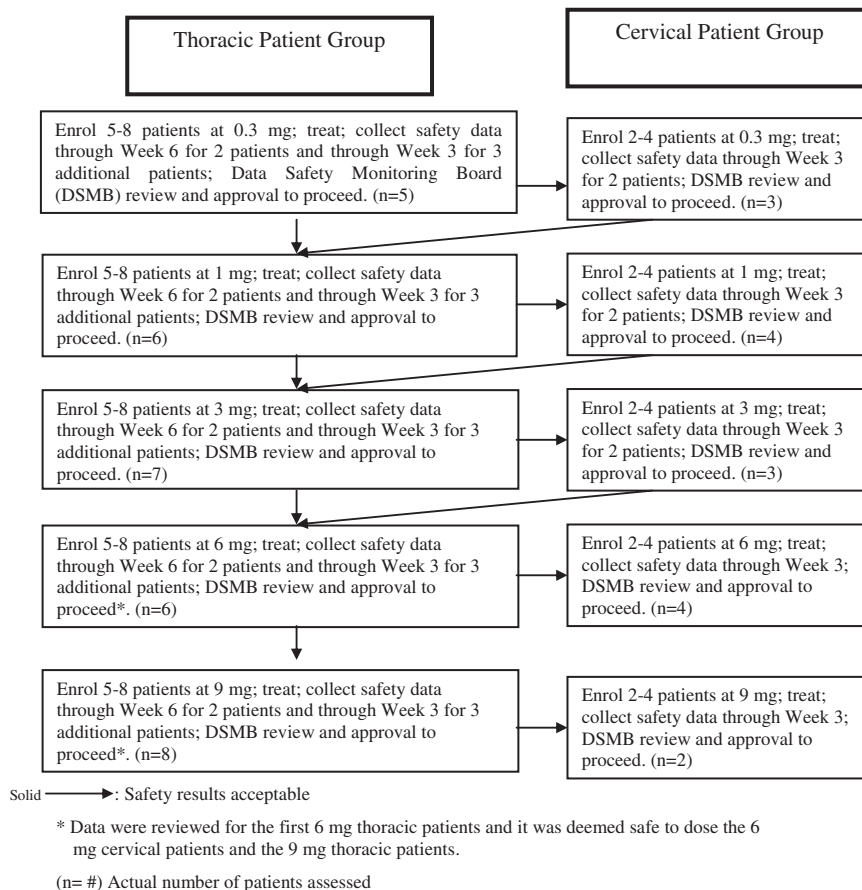 Thoracic Patient Group
Cervical Patient Group
Enrol 5-8 patients at 0.3 mg; treat; collect safety data
through Week 6 for 2 patients and through Week 3 for 3
additional patients; Data Safety Monitoring Board
(DSMB) review and approval to proceed. (n=5)
Enrol 2-4 patients at 0.3 mg; treat;
collect safety data through Week 3
for 2 patients; DSMB review and
approval to proceed. (n=3)
Enrol 5-8 patients at 1 mg; treat; collect safety data
through Week 6 for 2 patients and through Week 3 for 3
additional patients; DSMB review and approval to
proceed. (n=6)
Enrol 2-4 patients at 1 mg; treat;
collect safety data through Week 3
for 2 patients; DSMB review and
approval to proceed. (n=4)
Enrol 5-8 patients at 3 mg; treat; collect safety data
through Week 6 for 2 patients and through Week 3 for 3
additional patients; DSMB review and approval to
proceed. (n=7)
Enrol 2-4 patients at 3 mg; treat;
collect safety data through Week 3
for 2 patients; DSMB review and
approval to proceed. (n=3)
Enrol 5-8 patients at 6 mg; treat; collect safety data
through Week 6 for 2 patients and through Week 3 for 3
additional patients; DSMB review and approval to
proceed*. (n=6)
Enrol 2-4 patients at 6 mg; treat;
collect safety data through Week 3;
DSMB review and approval to
proceed. (n=4)
Enrol 5-8 patients at 9 mg; treat; collect safety data
through Week 6 for 2 patients and through Week 3 for 3
additional patients; DSMB review and approval to
proceed*. (n=8)
Enrol 2-4 patients at 9 mg; treat;
collect safety data through Week 3;
DSMB review and approval to
proceed. (n=2)
Solid : Safety results acceptable
* Data were reviewed for the first 6 mg thoracic patients and it was deemed safe to dose the 6
mg cervical patients and the 9 mg thoracic patients.
(n= #) Actual number of patients assessed